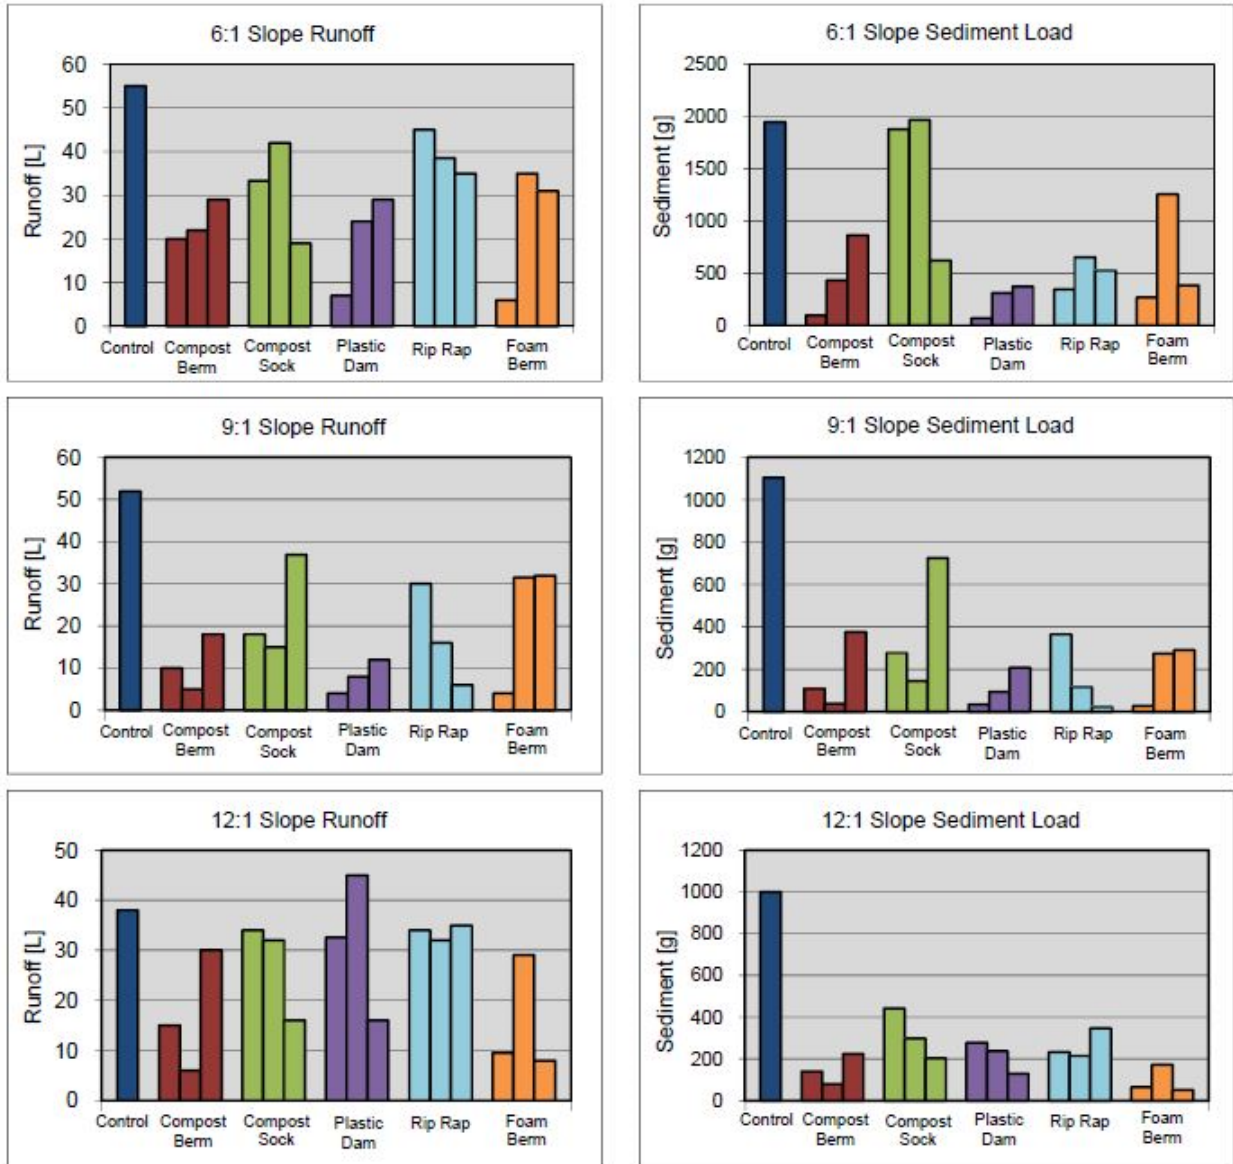 6:1 Slope Runoff
Runoff [L]
60
50
40
30
20
10
0
Control
Compost
Berm
Compost
Sock
Plastic
Dam
Rip Rap
Foam
Berm
6:1 Slope Sediment Load
Sediment [g]
2500
2000
1500
1000
500
0
Control
Compost
Berm
Compost
Sock
Plastic
Dam
Rip Rap
Foam
Berm
9:1 Slope Runoff
Runoff [L]
60
50
40
30
20
10
0
Control
Compost
Berm
Compost
Sock
Plastic
Dam
Rip Rap
Foam
Berm
9:1 Slope Sediment Load
Sediment [g]
1200
1000
800
600
400
200
0
Control
Compost
Berm
Compost
Sock
Plastic
Dam
Rip Rap
Foam
Berm
12:1 Slope Runoff
Runoff [L]
50
40
30
20
10
0
Control
Compost
Berm
Compost
Sock
Plastic
Dam
Rip Rap
Foam
Berm
12:1 Slope Sediment Load
Sediment [g]
1200
1000
800
600
400
200
0
Control
Compost
Berm
Compost
Sock
Plastic
Dam
Rip Rap
Foam
Berm